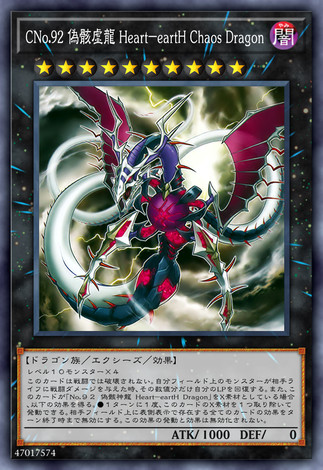 CNo.92 偽骸虚龍 Heart-eartH Chaos Dragon
闇
【ドラゴン族/エクシーズ/効果】
レベル10モンスター×4
このカードは戦闘では破壊されない。自分フィールド上のモンスターが相手
ライフに戦闘ダメージを与えた時、その数値分だけ自分のLPを回復する。また、こ
のカードが「No.92 偽骸神龍 Heart-eartH Dragon」をX素材としている場合、
以下の効果を得る。●1ターンに1度、このカードのX素材を1つ取り除いて
発動できる。相手フィールド上に表側表示で存在する全てのカードの効果をタ
ーン終了時まで無効にする。この効果の発動と効果は無効化されない。
ATK/ 1000 DEF/ 0
47017574